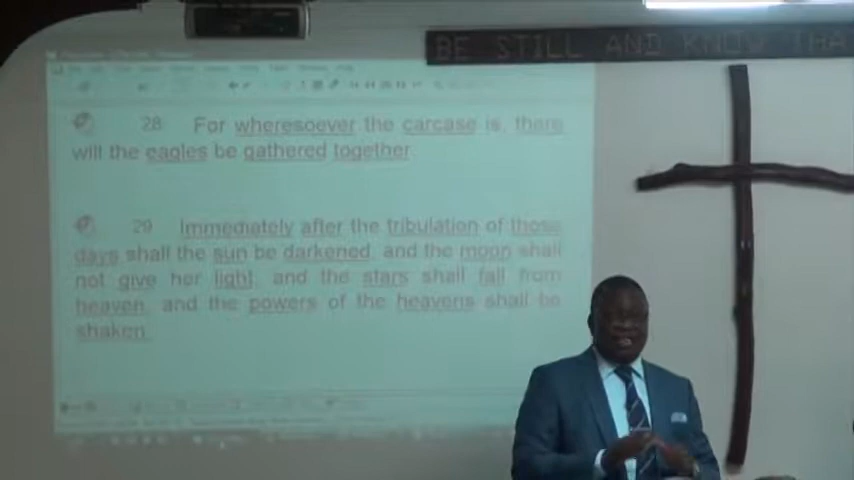 BE STILL AND KNOW THA
28 For wheresoever the carcase is, there
will the eagles be gathered together.
29 Immediately after the tribulation of those
days shall the sun be darkened, and the moon shall
not give her light, and the stars shall fall from
heaven, and the powers of the heavens shall be
shaken.